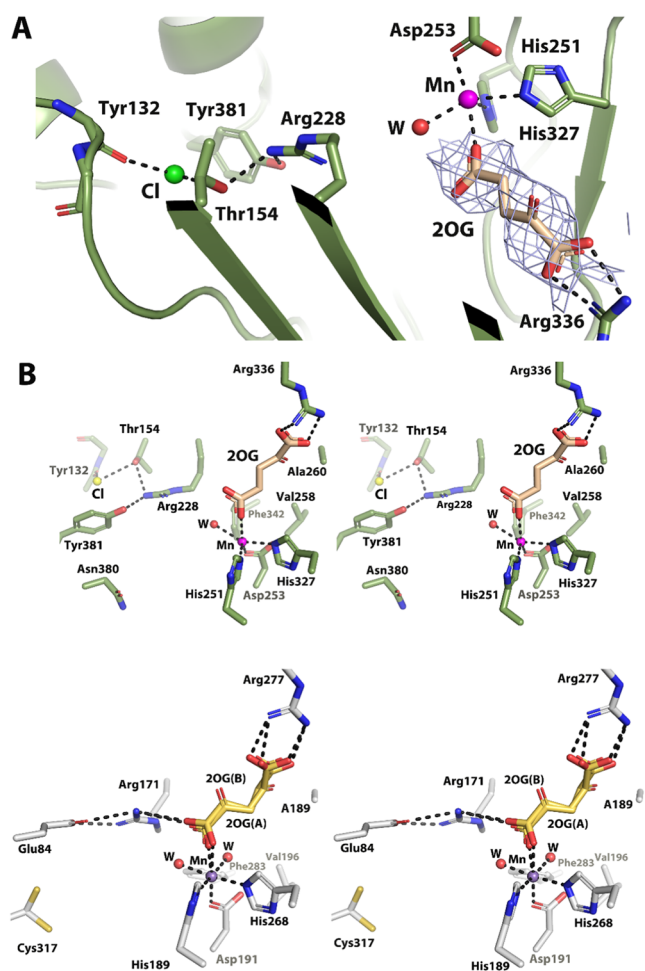 A
Asp253
His251
Tyr132
Tyr381
Arg228
Mn
W
His327
Cl
Thr154
2OG
Arg336
B
Arg336
Arg336
Thr154
Thr154
Tyr132
2OG
Ala260
Tyr132
2OG
Ala260
Cl
Cl
Arg228
Val258
Arg228
Val258
W
Phe342
W
Phe342
Tyr381
Mn
Tyr381
Mn
Asn380
His327
Asn380
His327
His251
Asp253
His251
Asp253
Arg277
Arg277
Arg171
2OG(B)
A189
Arg171
2OG(B)
A189
2OG(A)
2OG(A)
Glu84
Glu84
W
Mn
W
Val196
W
Mn
W
Val196
Phe283
Phe283
Cys317
His268
Cys317
His268
His189
Asp191
His189
Asp191